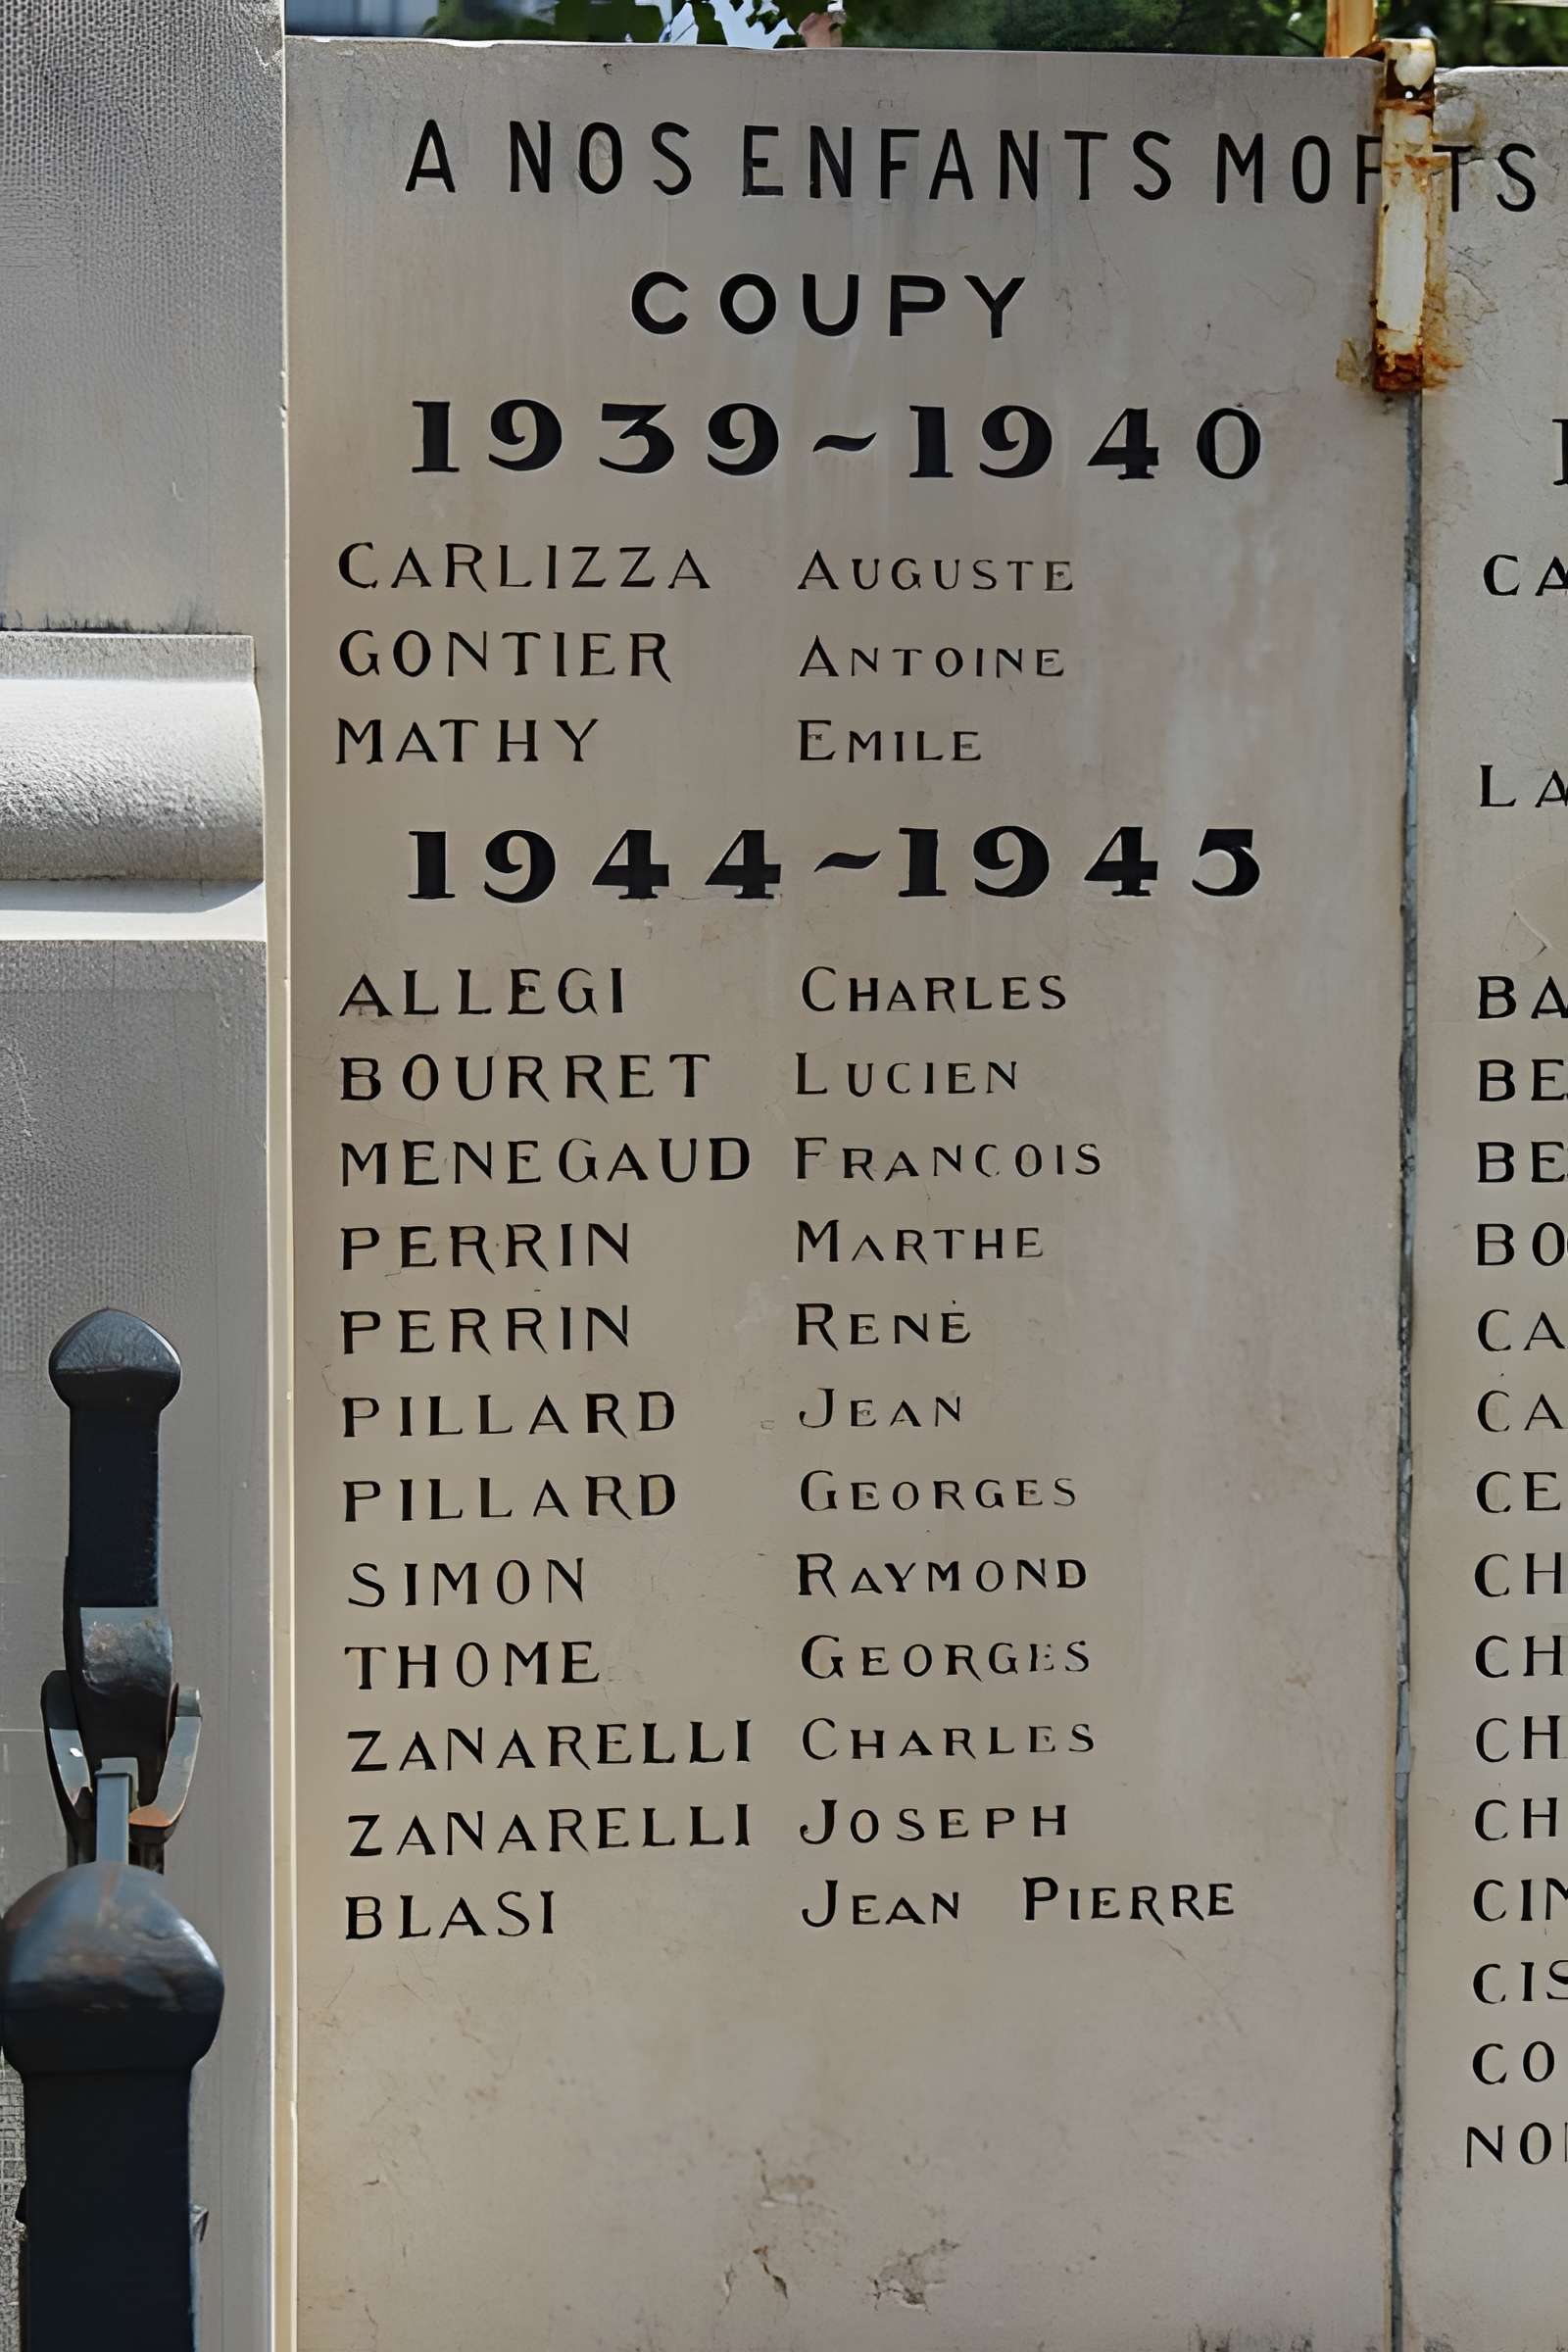 A NOS ENFANTS MORTS
COUPY
1939~1940
CARLIZZA AUGUSTE
GONTIER ANTOINE
MATHY EMILE
1944~1945
ALLEGI CHARLES
BOURRET LUCIEN
MENEGAUD FRANCOIS
PERRIN MARTHE
PERRIN RENÉ
PILLARD JEAN
PILLARD GEORGES
SIMON RAYMOND
THOME GEORGES
ZANARELLI CHARLES
ZANARELLI JOSEPH
BLASI JEAN PIERRE